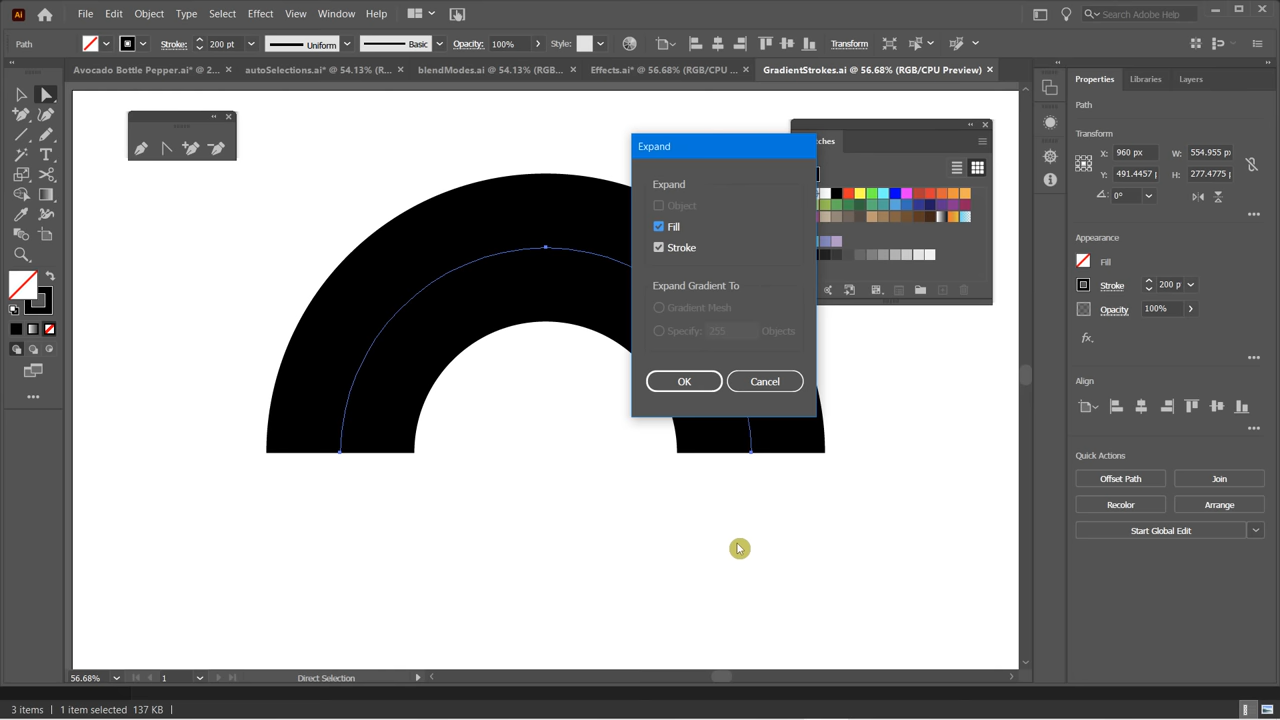 Ai File Edit Object Type Select Effect View Window Help Search Adobe Help
Path Stroke: 200 pt Uniform Basic Opacity: 100% Style: Transform
Avocado Bottle Pepper.ai* @ 2... autoSelections.ai* @ 54.13% (R... blendModes.ai @ 54.13% (RGB... Effects.ai* @ 56.68% (RGB/CPU ... GradientStrokes.ai @ 56.68% (RGB/CPU Preview)
Properties Libraries Layers
Path
Transform
X: 960 px W: 554.955 px
Y: 491.4457 H: 277.4775
0°
Appearance
Fill
Stroke 200 p
Opacity 100%
fx.
Align
Quick Actions
Offset Path Join
Recolor Arrange
Start Global Edit
tches
Expand
Expand
Object
Fill
Stroke
Expand Gradient To
Gradient Mesh
Specify: 255 Objects
OK Cancel
56.68% 1 Direct Selection
3 items 1 item selected 137 KB